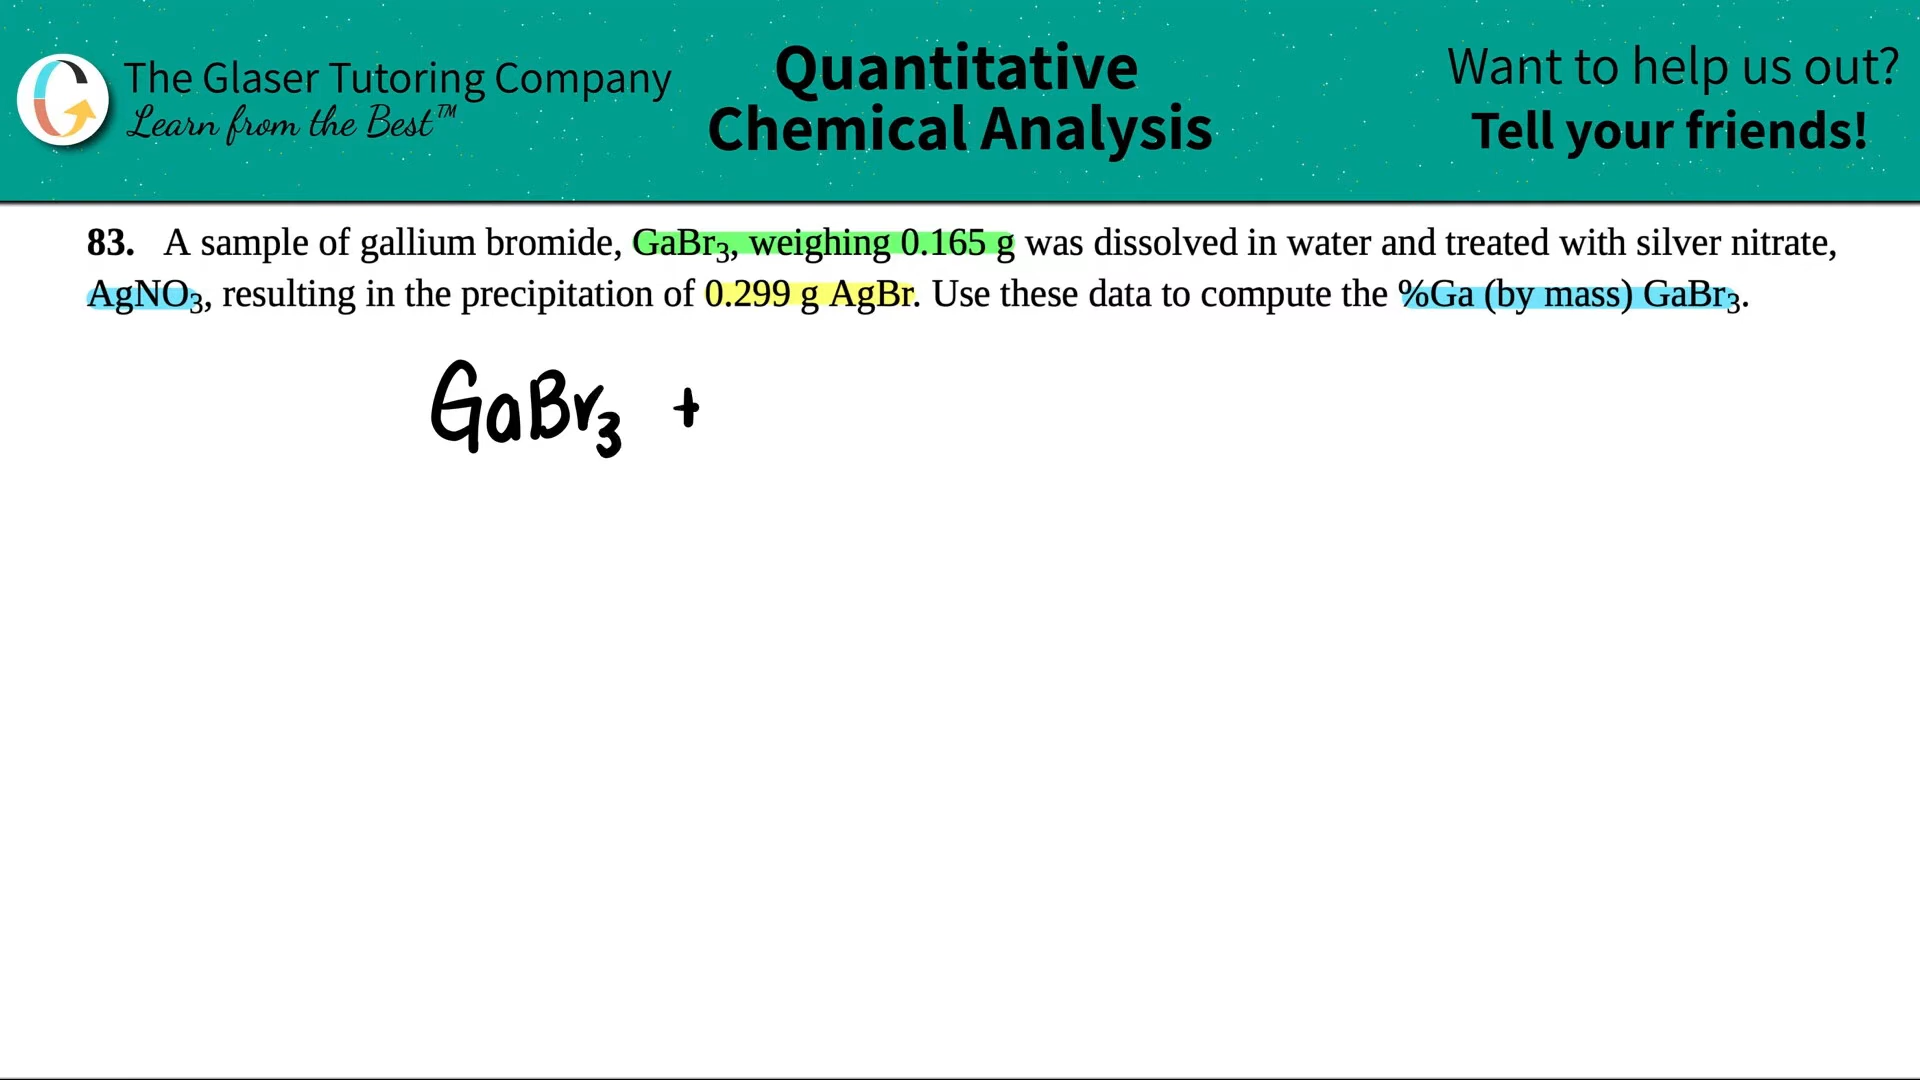 The Glaser Tutoring Company
Learn from the Best™
Quantitative
Chemical Analysis
Want to help us out?
Tell your friends!
83. A sample of gallium bromide, GaBr₃, weighing 0.165 g was dissolved in water and treated with silver nitrate,
AgNO₃, resulting in the precipitation of 0.299 g AgBr. Use these data to compute the %Ga (by mass) GaBr₃.
GaBr₃ +